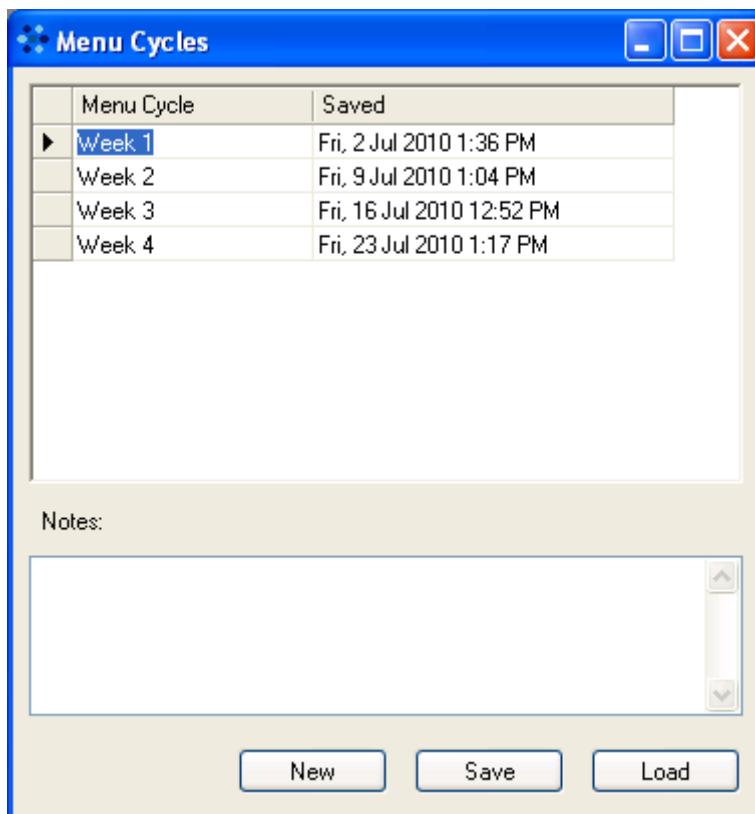 Menu Cycles
Menu Cycle Saved
Week 1 Fri, 2 Jul 2010 1:36 PM
Week 2 Fri, 9 Jul 2010 1:04 PM
Week 3 Fri, 16 Jul 2010 12:52 PM
Week 4 Fri, 23 Jul 2010 1:17 PM
Notes:
New Save Load